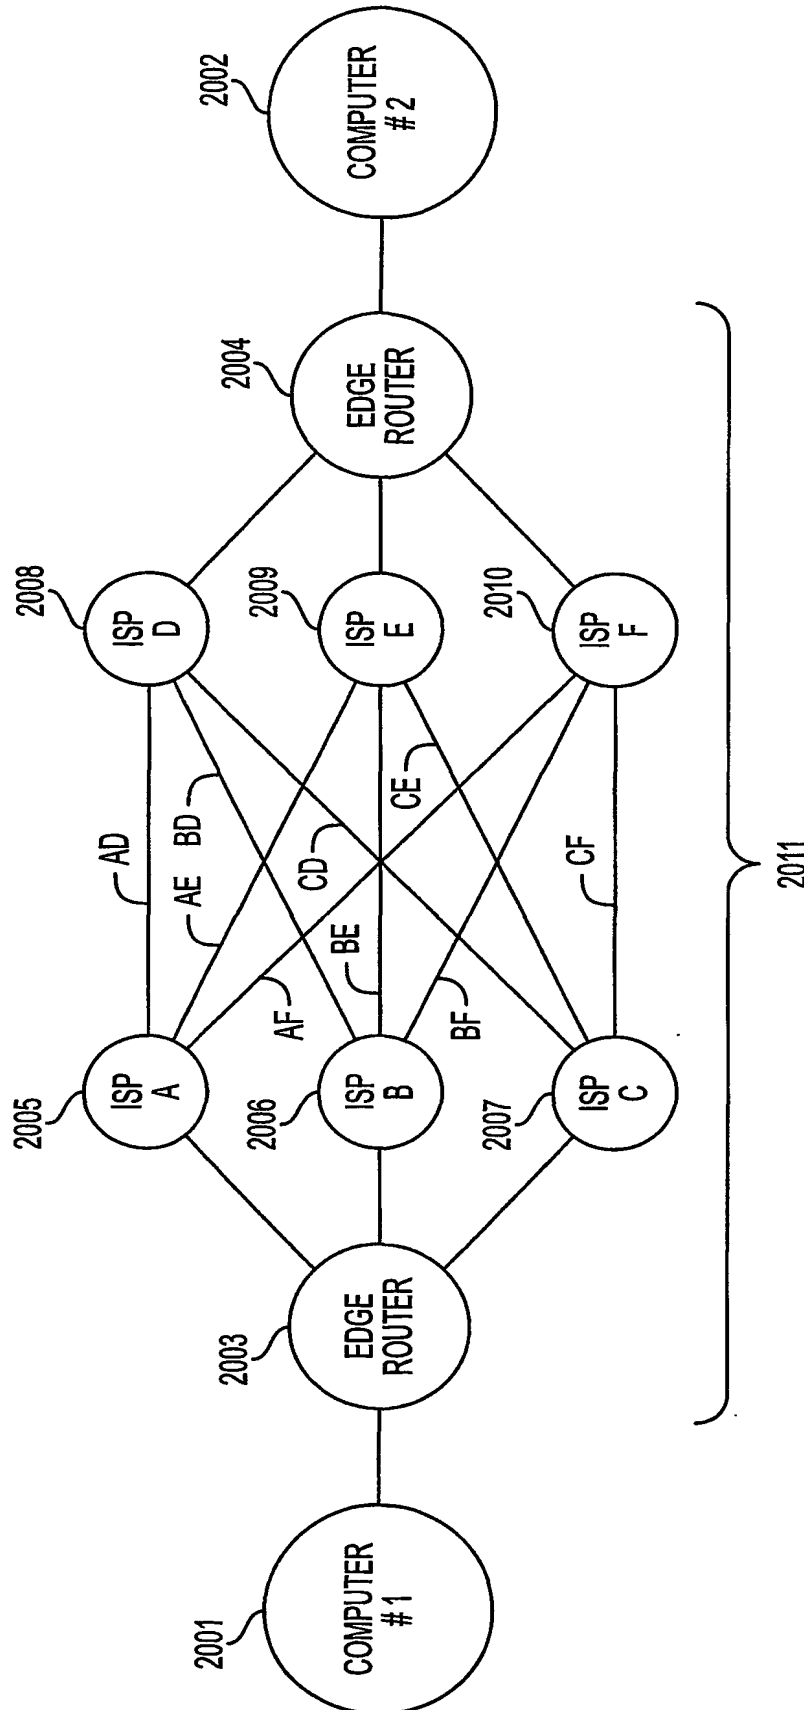 2001
COMPUTER
#1
2003
EDGE
ROUTER
2005
ISP
A
2006
ISP
B
2007
ISP
C
AD
BD
AE
AF
CD
BE
CE
BF
CF
2008
ISP
D
2009
ISP
E
2010
ISP
F
2004
EDGE
ROUTER
2002
COMPUTER
#2
2011